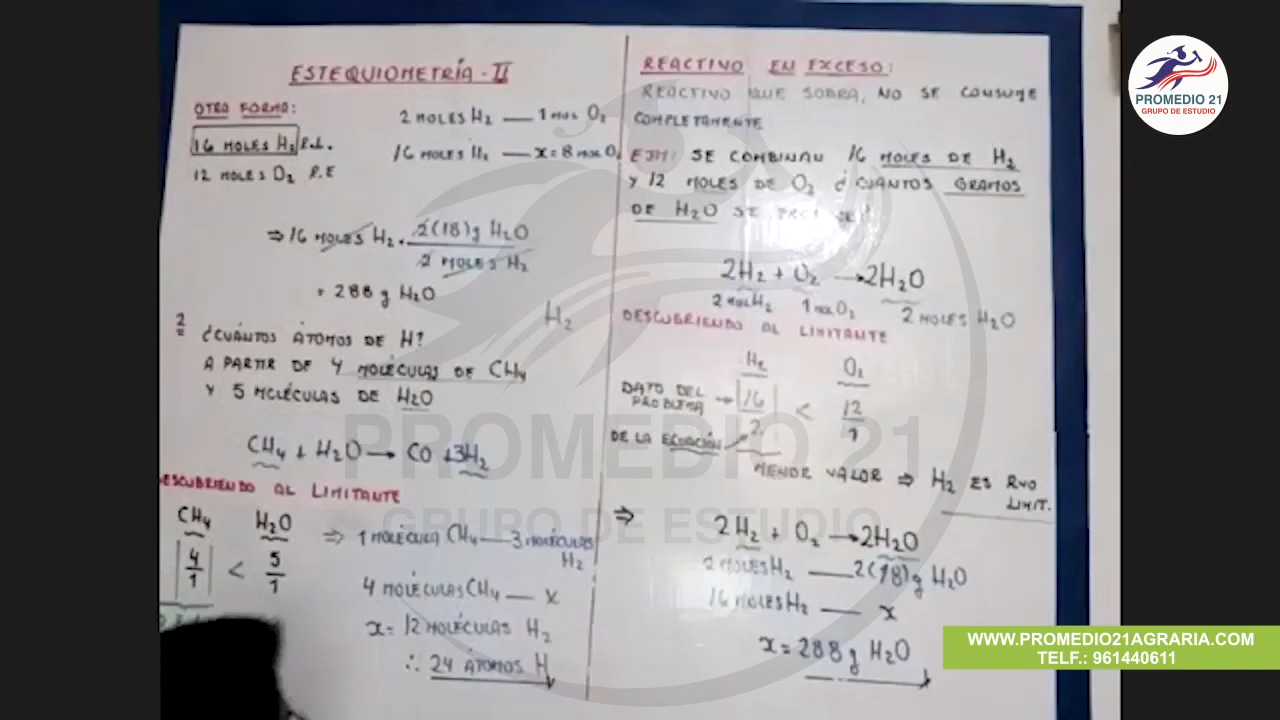 ESTEQUIOMETRÍA - II
OTRA FORMA:
16 MOLES H₂ R.L.
12 MOLES O₂ R.E
2 MOLES H₂ — 1 MOL O₂
16 MOLES H₂ — x = 8 MOL O₂
⇒ 16 MOLES H₂ . 2(18)g H₂O
2 MOLES H₂
= 288 g H₂O
H₂
2
¿CUÁNTOS ÁTOMOS DE H?
A PARTIR DE 4 MOLÉCULAS DE CH₄
Y 5 MOLÉCULAS DE H₂O
CH₄ + H₂O → CO + 3H₂
DESCUBRIENDO AL LIMITANTE
CH₄ H₂O
4/1 < 5/1
⇒ 1 MOLÉCULA CH₄ — 3 MOLÉCULAS
H₂
4 MOLÉCULAS CH₄ — x
x = 12 MOLÉCULAS H₂
∴ 24 ÁTOMOS H
REACTIVO EN EXCESO:
REACTIVO QUE SOBRA, NO SE CONSUME
COMPLETAMENTE
EJM: SE COMBINAN 16 MOLES DE H₂
Y 12 MOLES DE O₂ ¿CUÁNTOS GRAMOS
DE H₂O SE
2H₂ + O₂ → 2H₂O
2 MOL H₂ 1 MOL O₂ 2 MOLES H₂O
DESCUBRIENDO AL LIMITANTE
H₂ O₂
DATO DEL
PROBLEMA → 16 < 12
DE LA ECUACIÓN 2 1
MENOR VALOR ⇒ H₂ ES RVO
LIMIT.
⇒ 2H₂ + O₂ → 2H₂O
2 MOLES H₂ — 2(18)g H₂O
16 MOLES H₂ — x
x = 288 g H₂O
PROMEDIO 21
GRUPO DE ESTUDIO
PROMEDIO 21
GRUPO DE ESTUDIO
WWW.PROMEDIO21AGRARIA.COM
TELF.: 961440611